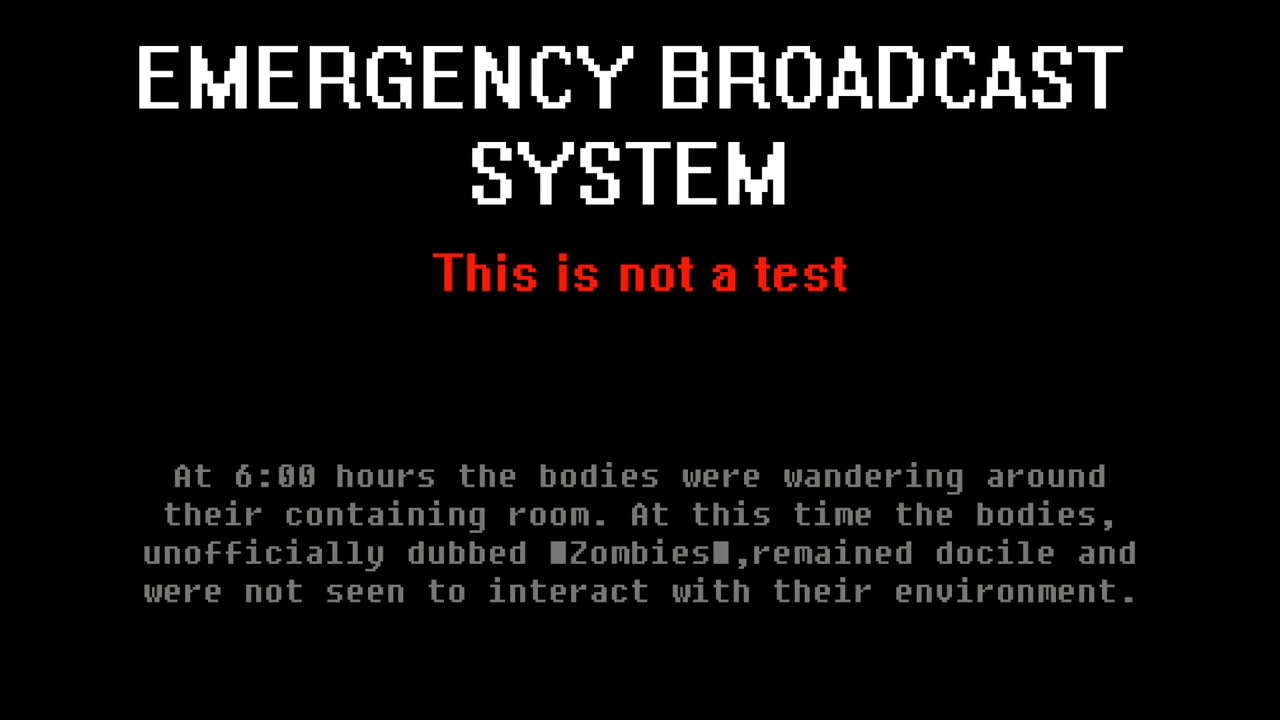 EMERGENCY BROADCAST
SYSTEM
This is not a test
At 6:00 hours the bodies were wandering around
their containing room. At this time the bodies,
unofficially dubbed █Zombies█,remained docile and
were not seen to interact with their environment.